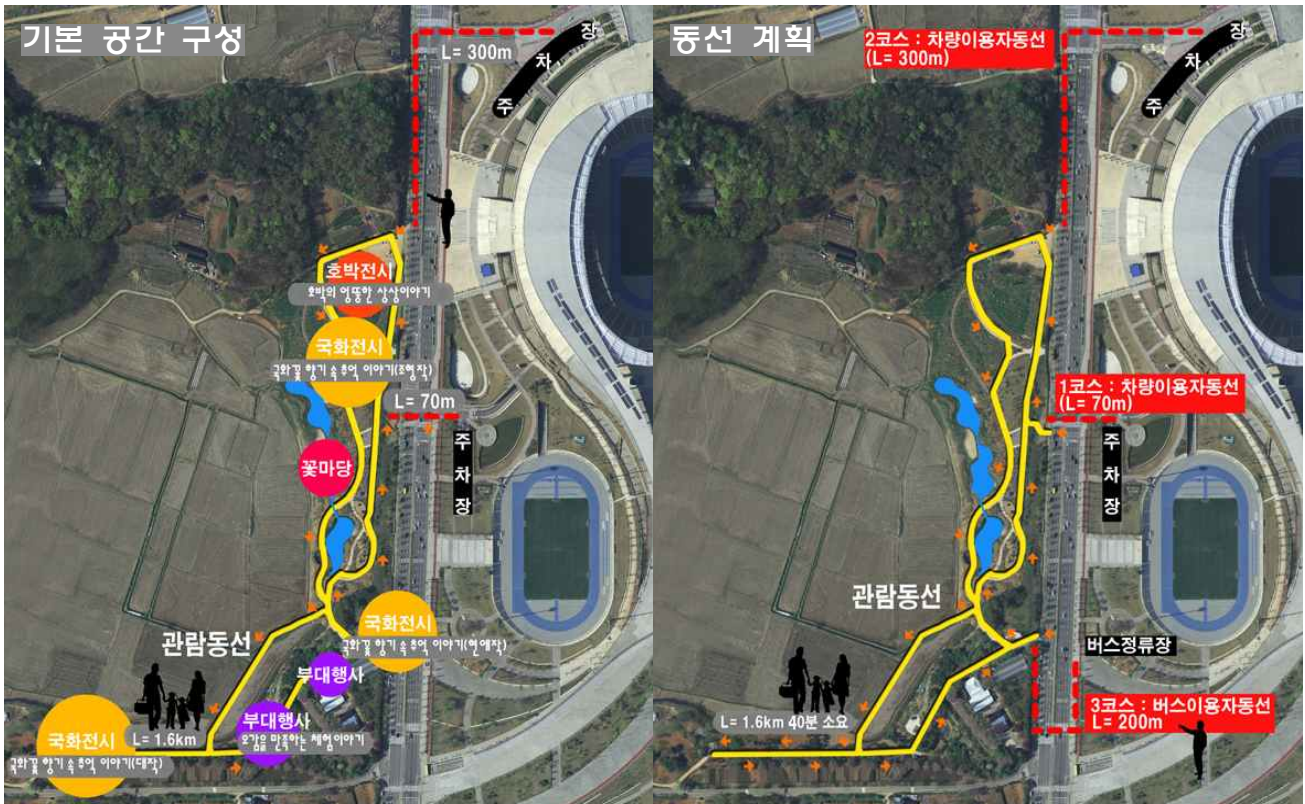 기본 공간 구성
L= 300m
주 차 장
호박전시
호박의 엉뚱한 상상이야기
국화전시
국화꽃 향기 속 추억 이야기(조형작)
L= 70m
꽃마당
주
차
장
국화전시
국화꽃 향기 속 추억 이야기(현애작)
관람동선
부대행사
부대행사
오감을 만족하는 체험이야기
L= 1.6km
국화전시
국화꽃 향기 속 추억 이야기(대작)
동선 계획
2코스 : 차량이용자동선
(L= 300m)
주 차 장
1코스 : 차량이용자동선
(L= 70m)
주
차
장
관람동선
버스정류장
L= 1.6km 40분 소요
3코스 : 버스이용자동선
L= 200m